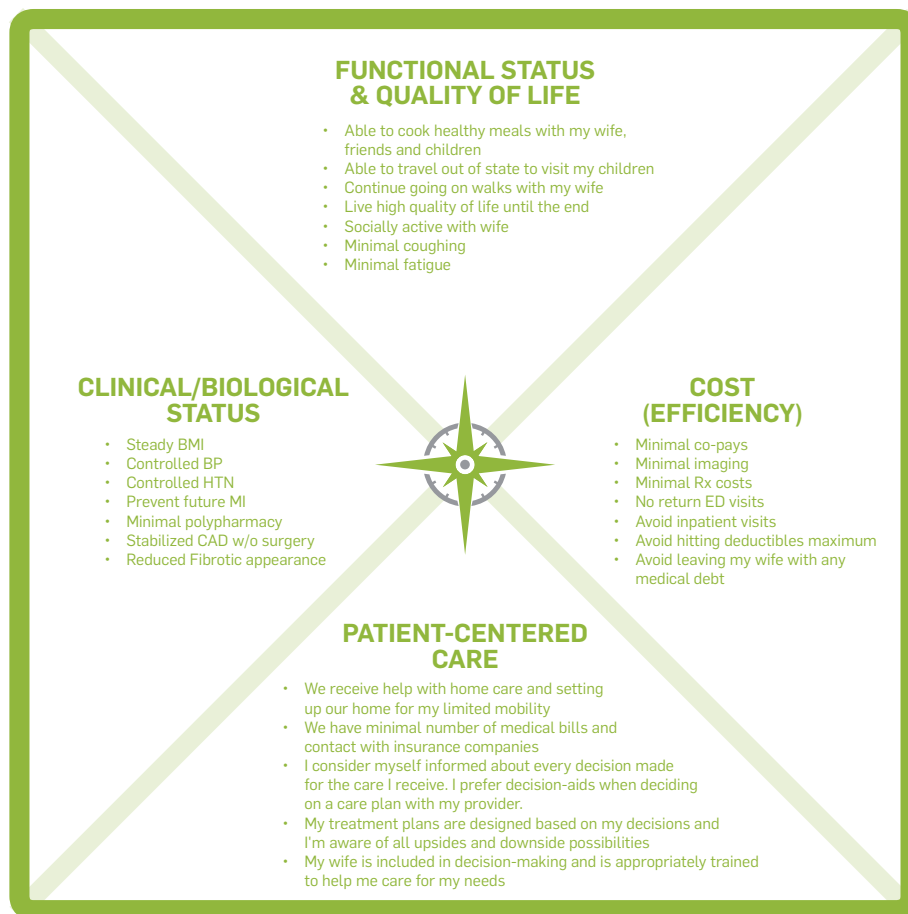 FUNCTIONAL STATUS
& QUALITY OF LIFE
• Able to cook healthy meals with my wife,
friends and children
• Able to travel out of state to visit my children
• Continue going on walks with my wife
• Live high quality of life until the end
• Socially active with wife
• Minimal coughing
• Minimal fatigue
CLINICAL/BIOLOGICAL
STATUS
• Steady BMI
• Controlled BP
• Controlled HTN
• Prevent future MI
• Minimal polypharmacy
• Stabilized CAD w/o surgery
• Reduced Fibrotic appearance
COST
(EFFICIENCY)
• Minimal co-pays
• Minimal imaging
• Minimal Rx costs
• No return ED visits
• Avoid inpatient visits
• Avoid hitting deductibles maximum
• Avoid leaving my wife with any
medical debt
PATIENT-CENTERED
CARE
• We receive help with home care and setting
up our home for my limited mobility
• We have minimal number of medical bills and
contact with insurance companies
• I consider myself informed about every decision made
for the care I receive. I prefer decision-aids when deciding
on a care plan with my provider.
• My treatment plans are designed based on my decisions and
I'm aware of all upsides and downside possibilities
• My wife is included in decision-making and is appropriately trained
to help me care for my needs